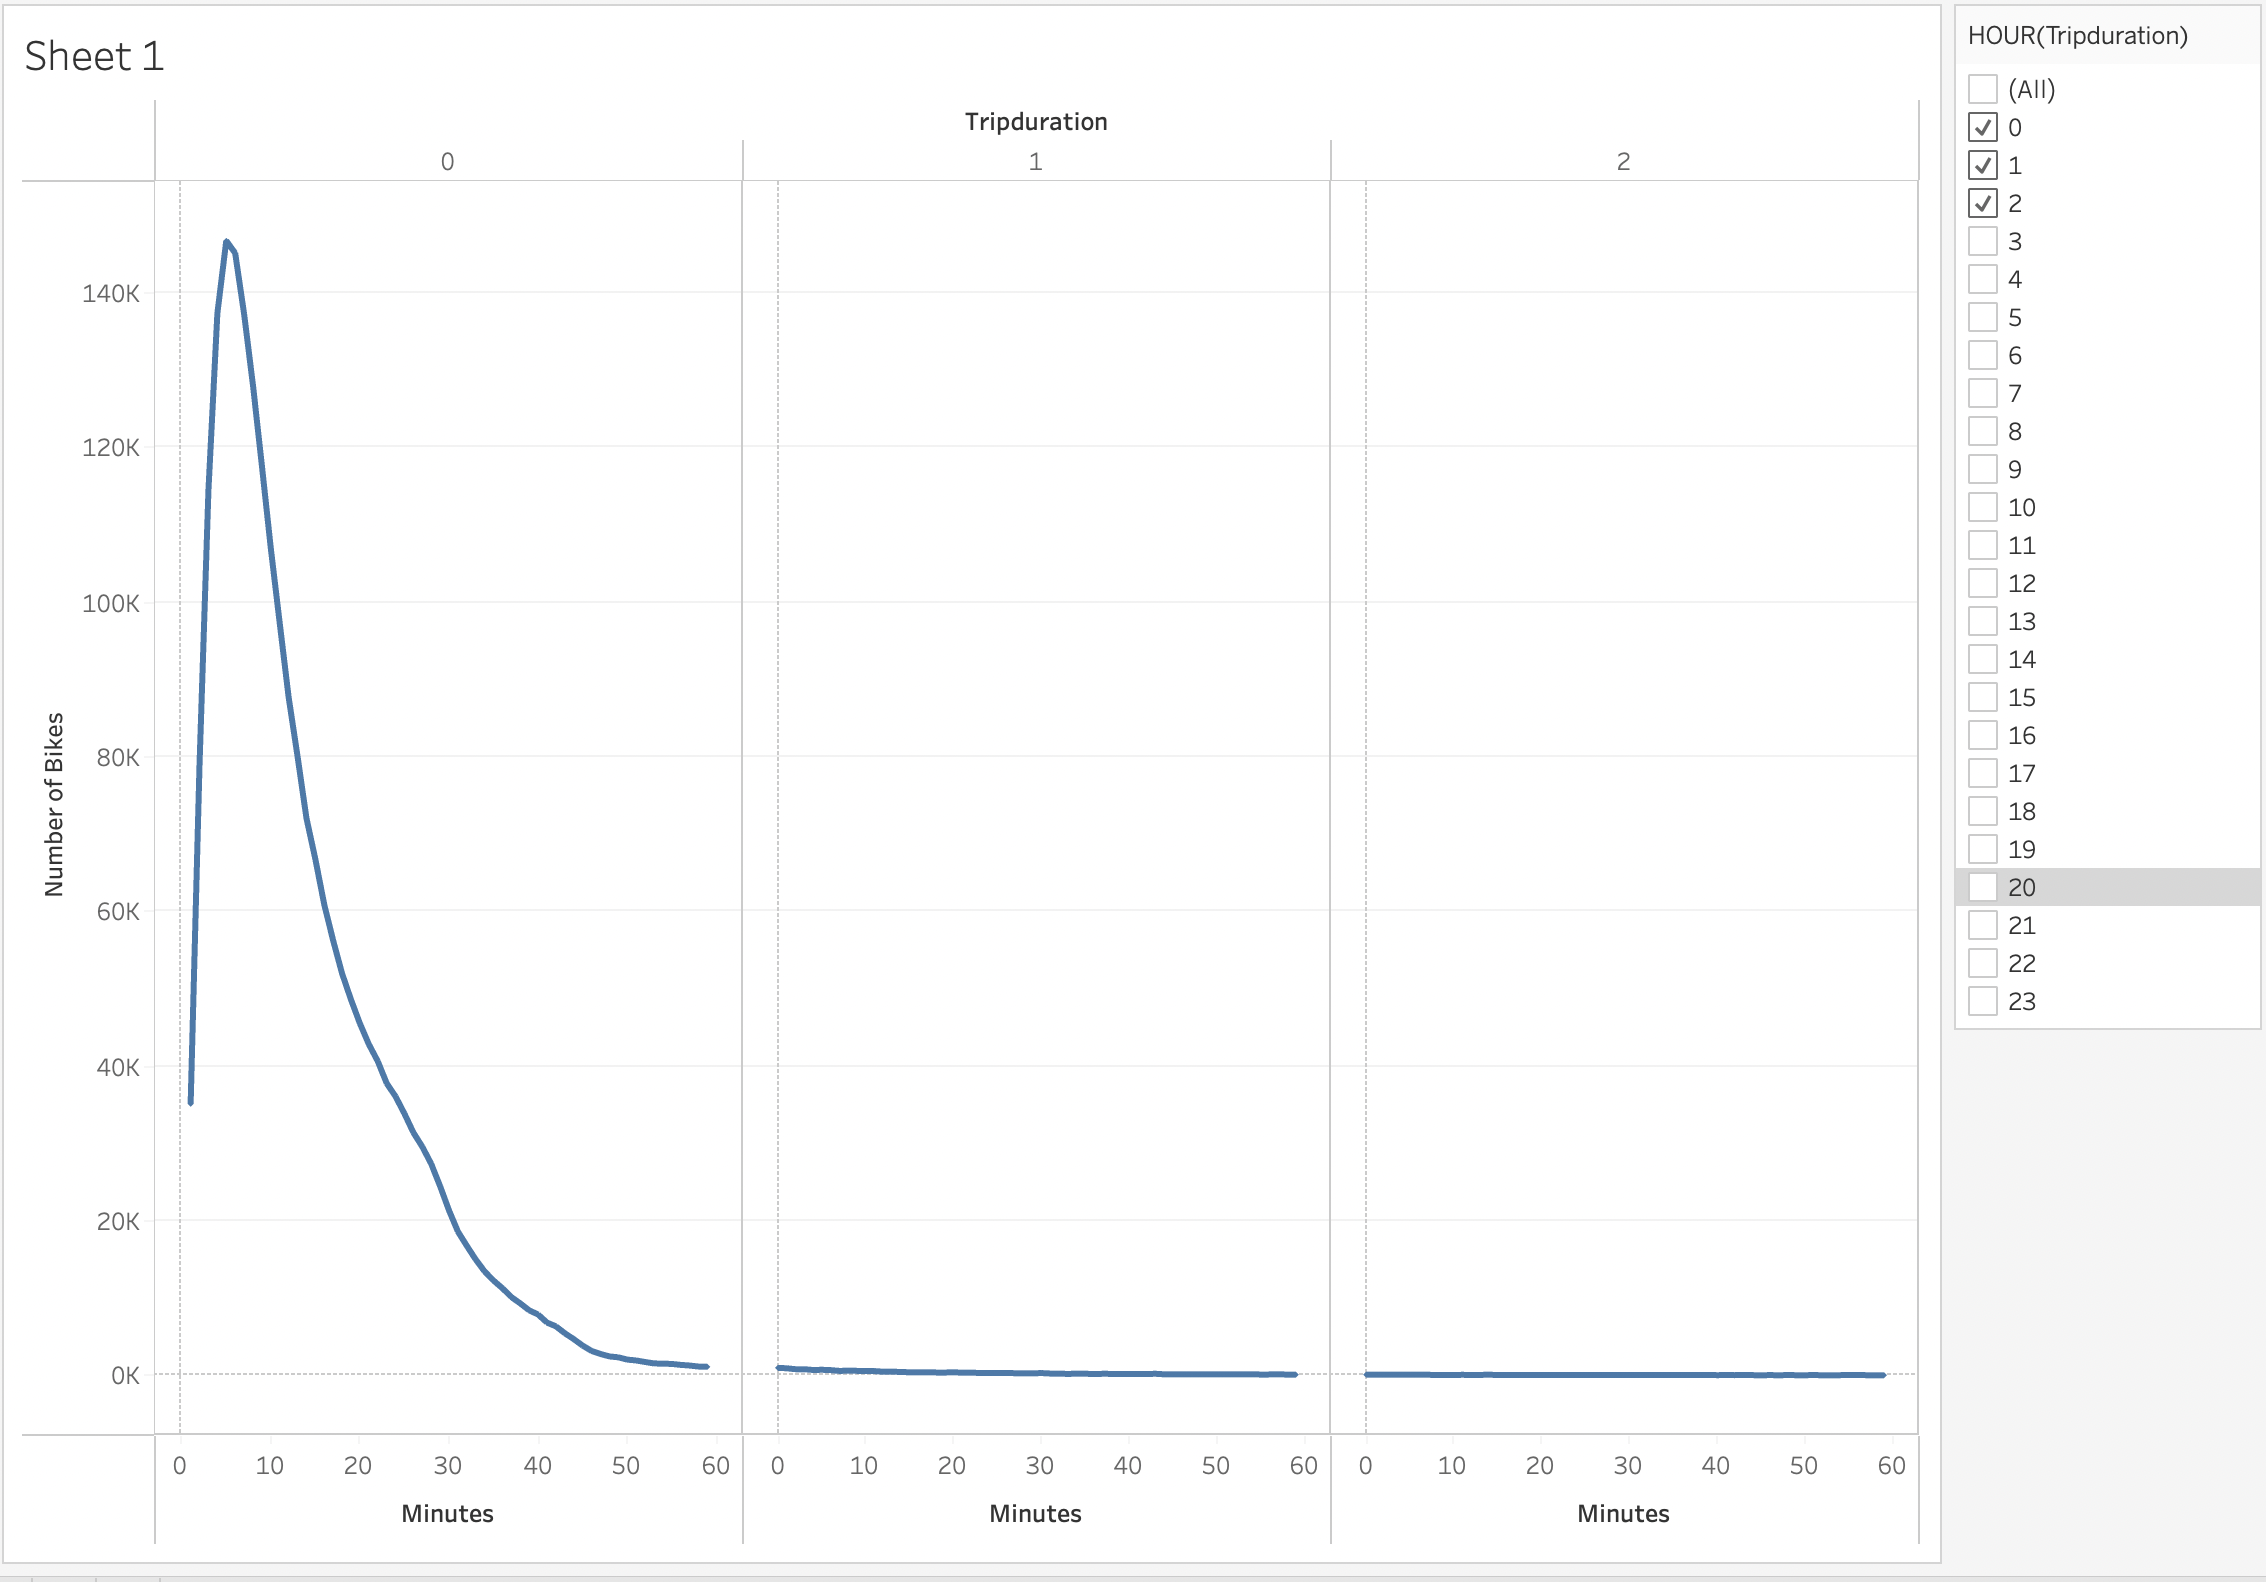 Sheet 1
Tripduration
0 1 2
140K
120K
100K
80K
60K
40K
20K
0K
Number of Bikes
0 10 20 30 40 50 60 0 10 20 30 40 50 60 0 10 20 30 40 50 60
Minutes Minutes Minutes
HOUR(Tripduration)
(All)
0
1
2
3
4
5
6
7
8
9
10
11
12
13
14
15
16
17
18
19
20
21
22
23